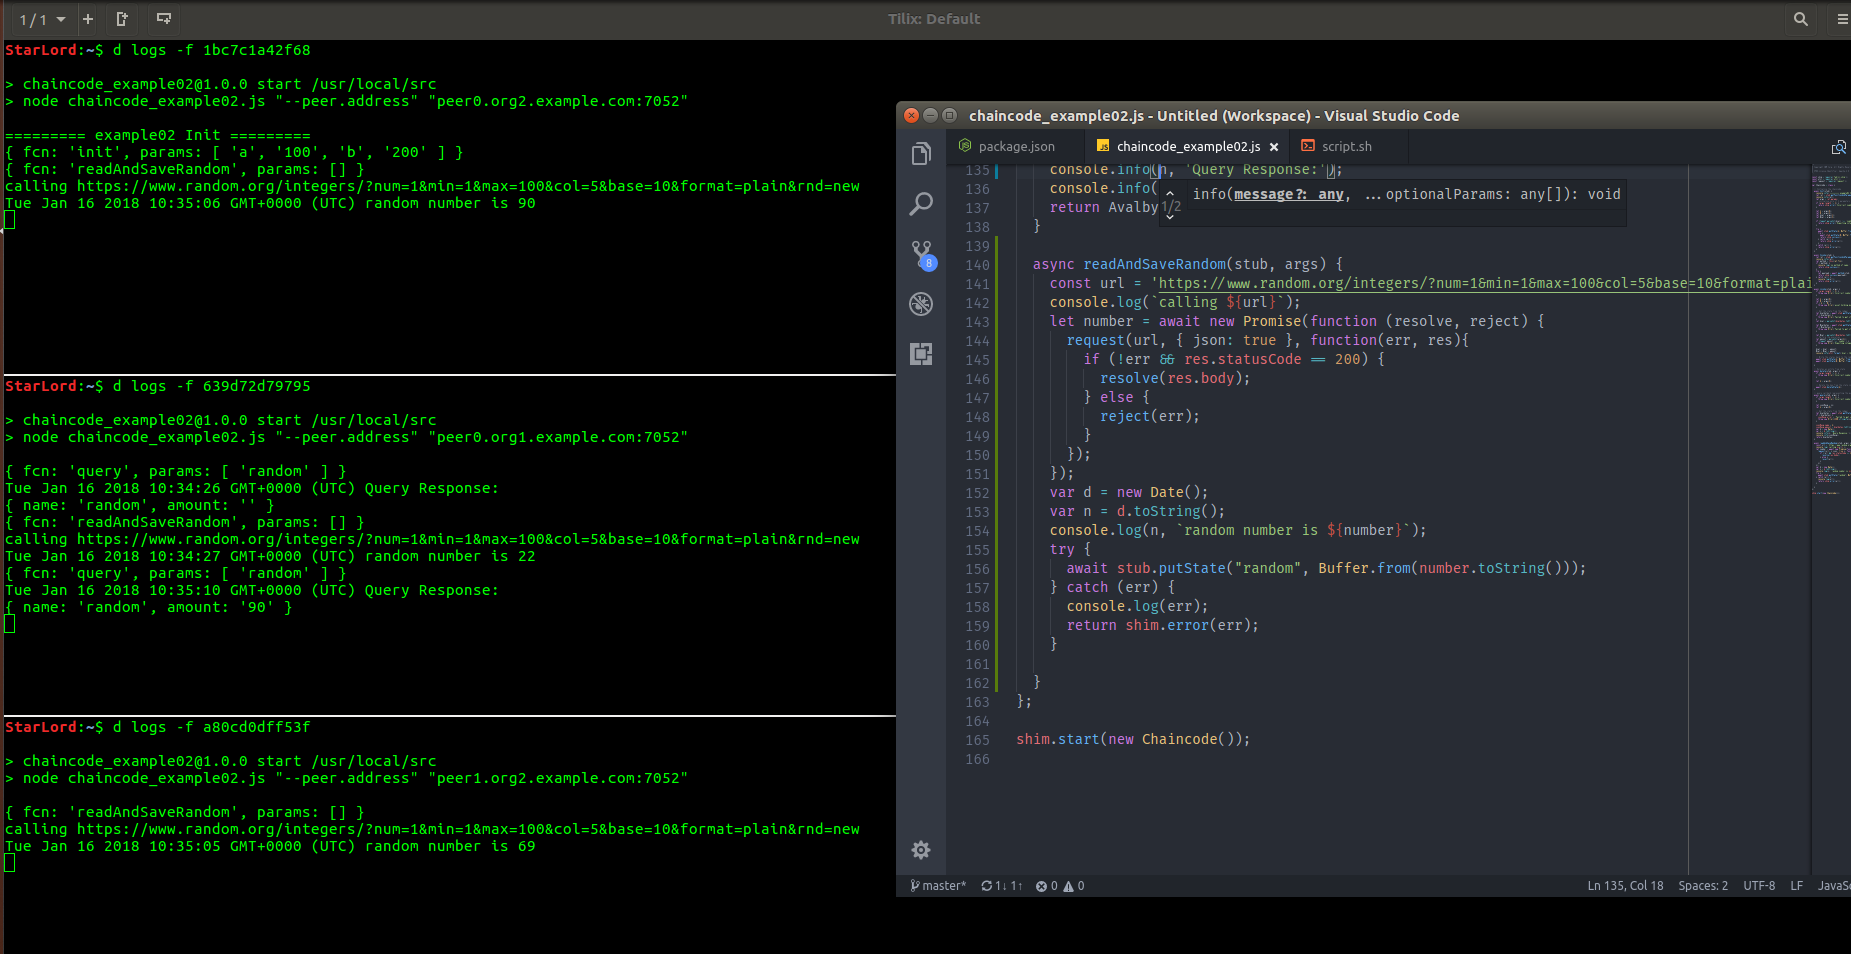 1 / 1
Tilix: Default
StarLord:~$ d logs -f 1bc7c1a42f68
> chaincode_example02@1.0.0 start /usr/local/src
> node chaincode_example02.js "--peer.address" "peer0.org2.example.com:7052"
========= example02 Init =========
{ fcn: 'init', params: [ 'a', '100', 'b', '200' ] }
{ fcn: 'readAndSaveRandom', params: [] }
calling https://www.random.org/integers/?num=1&min=1&max=100&col=5&base=10&format=plain&rnd=new
Tue Jan 16 2018 10:35:06 GMT+0000 (UTC) random number is 90
StarLord:~$ d logs -f 639d72d79795
> chaincode_example02@1.0.0 start /usr/local/src
> node chaincode_example02.js "--peer.address" "peer0.org1.example.com:7052"
{ fcn: 'query', params: [ 'random' ] }
Tue Jan 16 2018 10:34:26 GMT+0000 (UTC) Query Response:
{ name: 'random', amount: '' }
{ fcn: 'readAndSaveRandom', params: [] }
calling https://www.random.org/integers/?num=1&min=1&max=100&col=5&base=10&format=plain&rnd=new
Tue Jan 16 2018 10:34:27 GMT+0000 (UTC) random number is 22
{ fcn: 'query', params: [ 'random' ] }
Tue Jan 16 2018 10:35:10 GMT+0000 (UTC) Query Response:
{ name: 'random', amount: '90' }
StarLord:~$ d logs -f a80cd0dff53f
> chaincode_example02@1.0.0 start /usr/local/src
> node chaincode_example02.js "--peer.address" "peer1.org2.example.com:7052"
{ fcn: 'readAndSaveRandom', params: [] }
calling https://www.random.org/integers/?num=1&min=1&max=100&col=5&base=10&format=plain&rnd=new
Tue Jan 16 2018 10:35:05 GMT+0000 (UTC) random number is 69
chaincode_example02.js - Untitled (Workspace) - Visual Studio Code
package.json
JS chaincode_example02.js
script.sh
8
135 console.info(n, 'Query Response:');
136 console.info(
137 return Avalby
info(message?: any, ...optionalParams: any[]): void
1/2
138 }
139
140 async readAndSaveRandom(stub, args) {
141 const url = 'https://www.random.org/integers/?num=1&min=1&max=100&col=5&base=10&format=plai
142 console.log(`calling ${url}`);
143 let number = await new Promise(function (resolve, reject) {
144 request(url, { json: true }, function(err, res){
145 if (!err && res.statusCode == 200) {
146 resolve(res.body);
147 } else {
148 reject(err);
149 }
150 });
151 });
152 var d = new Date();
153 var n = d.toString();
154 console.log(n, `random number is ${number}`);
155 try {
156 await stub.putState("random", Buffer.from(number.toString()));
157 } catch (err) {
158 console.log(err);
159 return shim.error(err);
160 }
161
162 }
163 };
164
165 shim.start(new Chaincode());
166
master* 1↓ 1↑ 0 0
Ln 135, Col 18 Spaces: 2 UTF-8 LF JavaSc